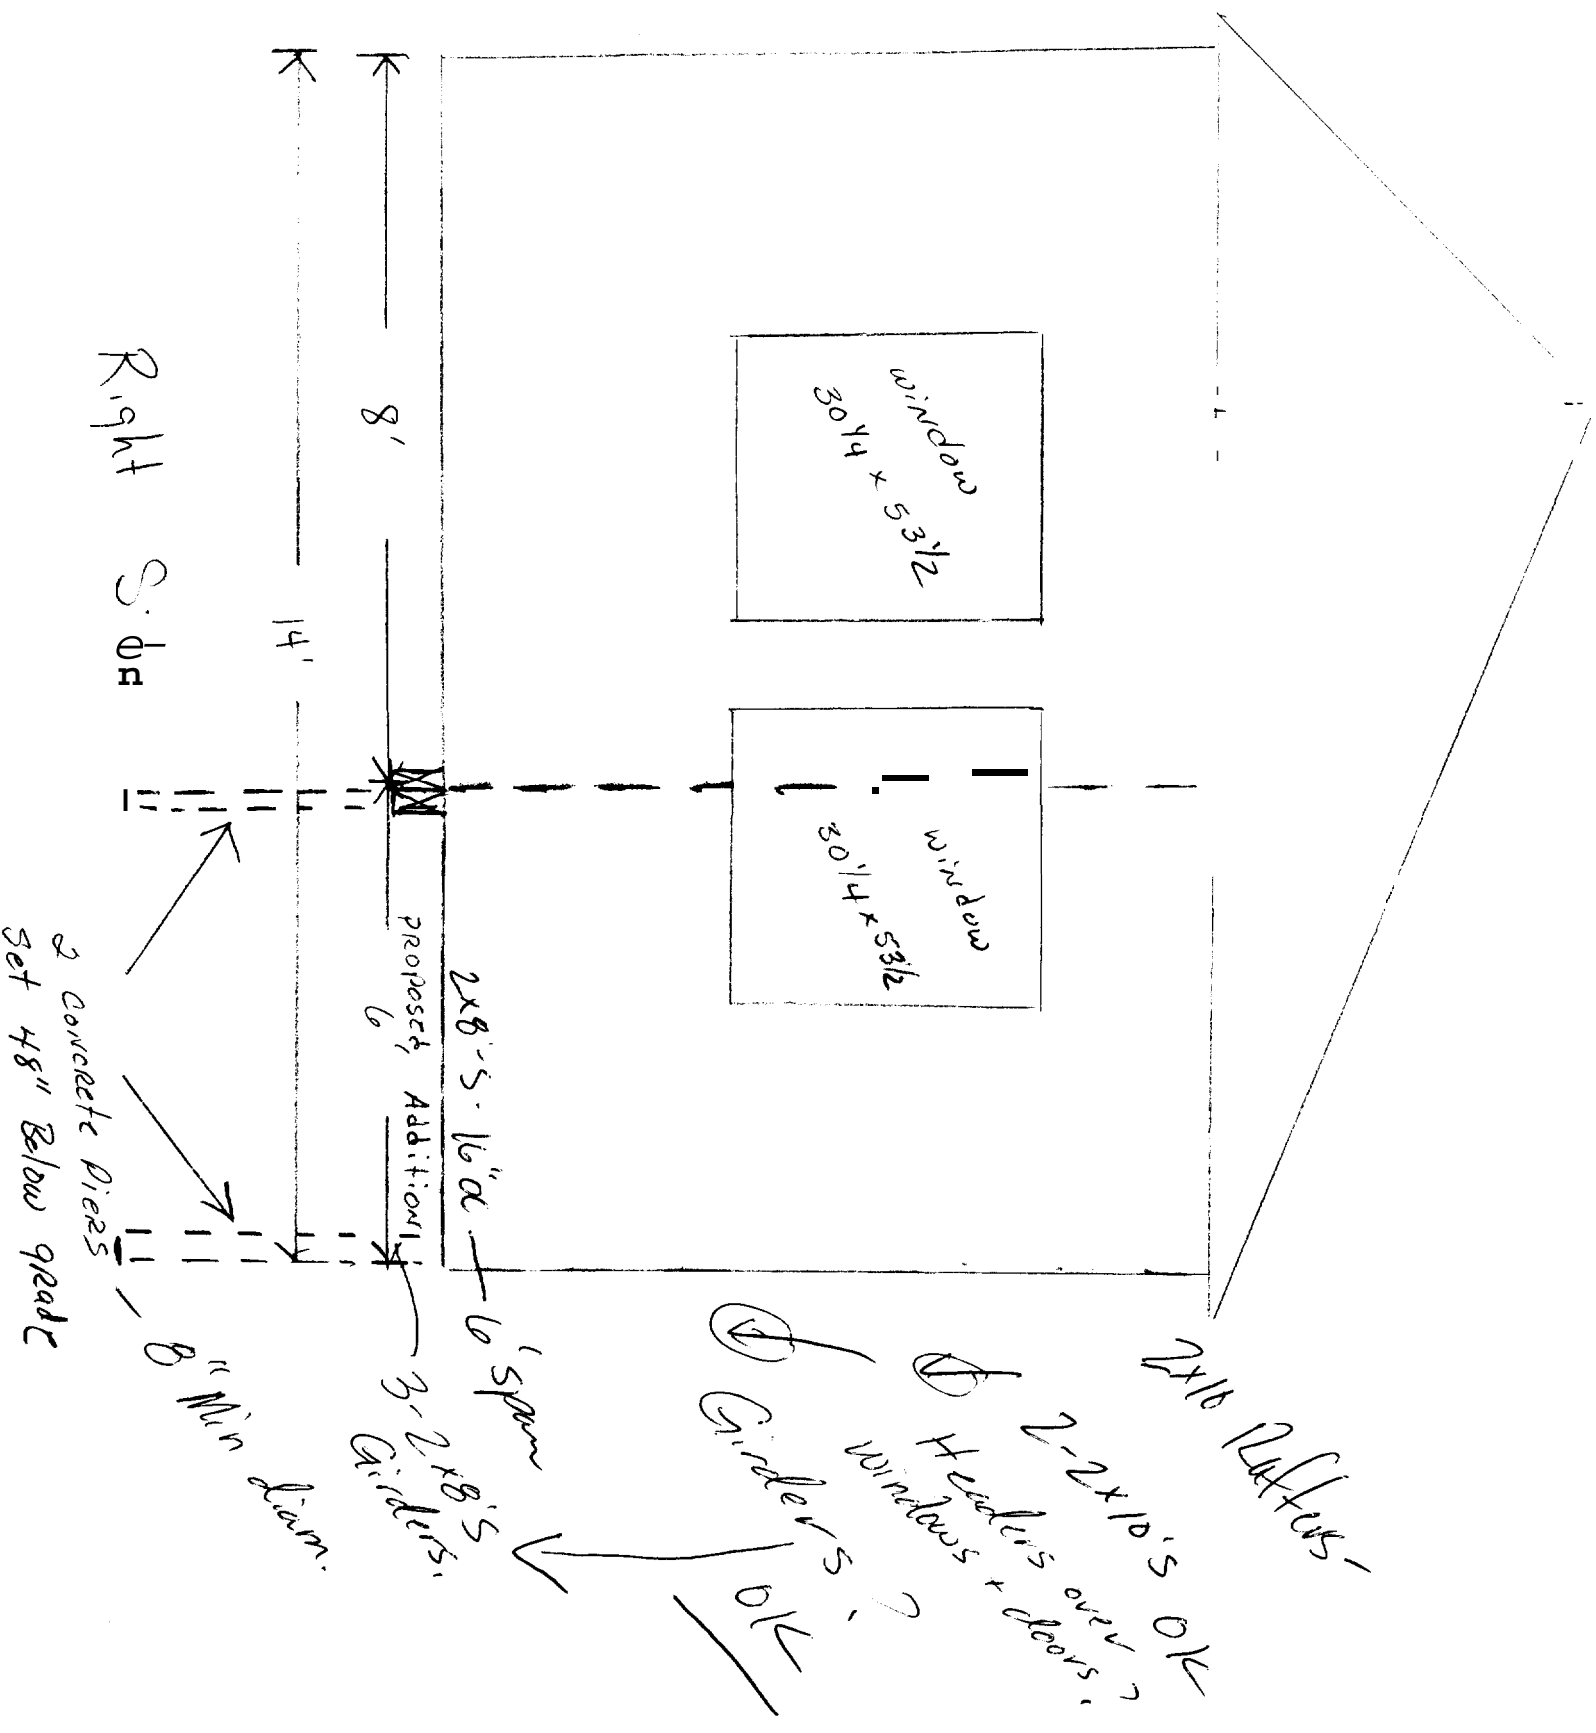 2x10 Rafters-
2-2x10's OK
Headers over
windows + doors?
Girders?
OK
window
30 1/4 x 53 1/2
window
30 1/4 x 53 1/2
2x8's - 16"oc - 6' span
Proposed Addition
3-2x8's
Girders.
8'
6
14'
8" Min diam.
2 Concrete Piers
Set 48" Below grade
Right Side